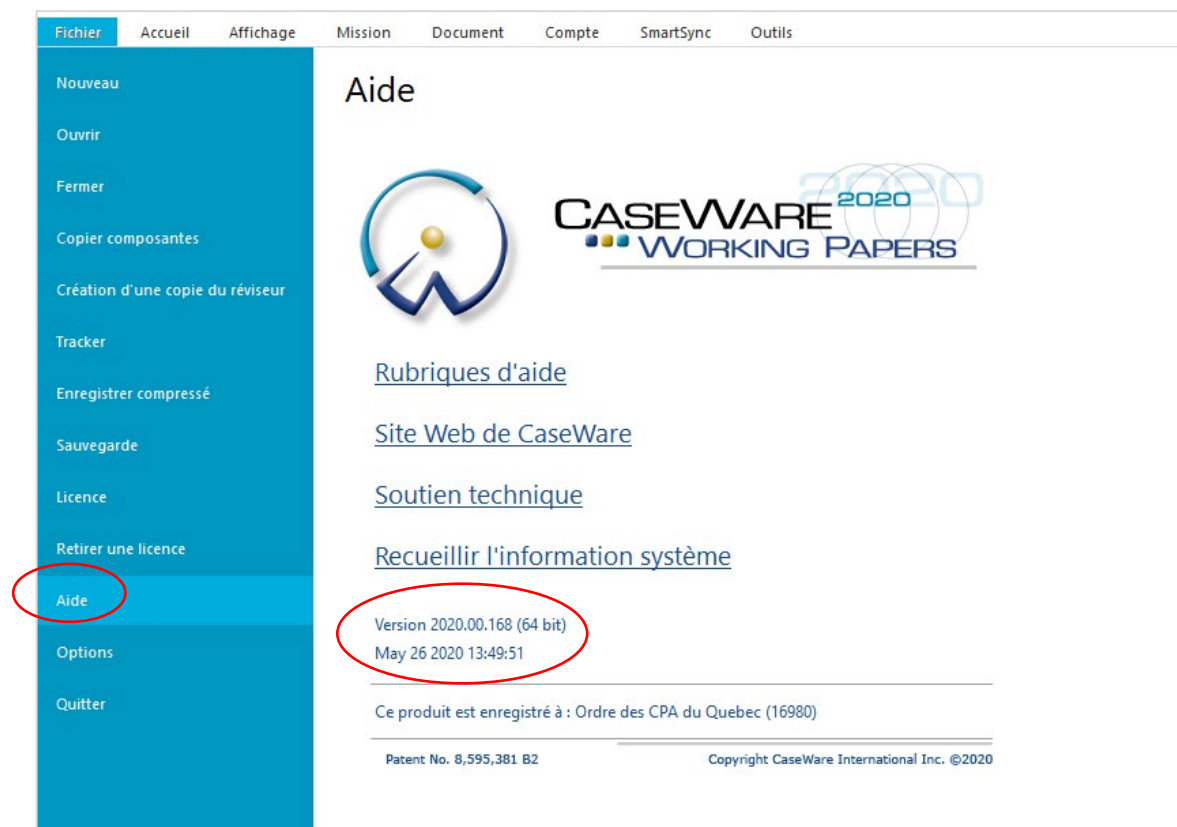 Fichier Accueil Affichage Mission Document Compte SmartSync Outils
Nouveau
Ouvrir
Fermer
Copier composantes
Création d'une copie du réviseur
Tracker
Enregistrer compressé
Sauvegarde
Licence
Retirer une licence
Aide
Options
Quitter
Aide
2020
CASEWARE 2020
WORKING PAPERS
Rubriques d'aide
Site Web de CaseWare
Soutien technique
Recueillir l'information système
Version 2020.00.168 (64 bit)
May 26 2020 13:49:51
Ce produit est enregistré à : Ordre des CPA du Quebec (16980)
Patent No. 8,595,381 B2 Copyright CaseWare International Inc. ©2020